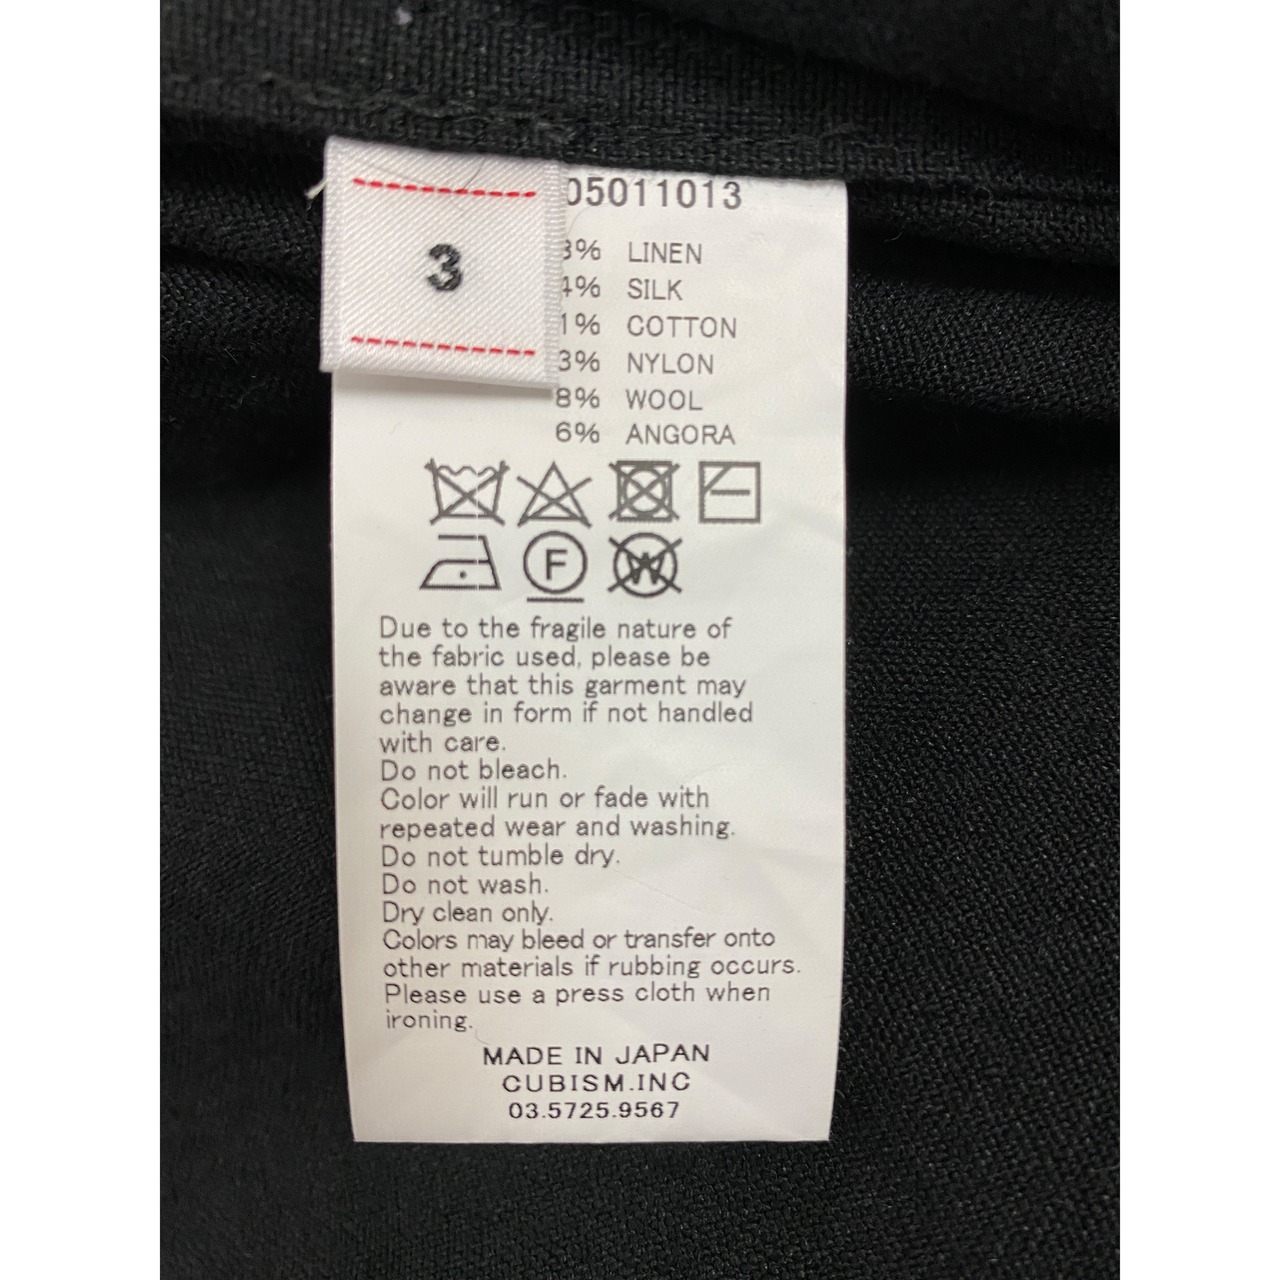 3
05011013
3% LINEN
4% SILK
1% COTTON
3% NYLON
8% WOOL
6% ANGORA
F
W
Due to the fragile nature of
the fabric used, please be
aware that this garment may
change in form if not handled
with care.
Do not bleach.
Color will run or fade with
repeated wear and washing.
Do not tumble dry.
Do not wash.
Dry clean only.
Colors may bleed or transfer onto
other materials if rubbing occurs.
Please use a press cloth when
ironing.
MADE IN JAPAN
CUBISM.INC
03.5725.9567